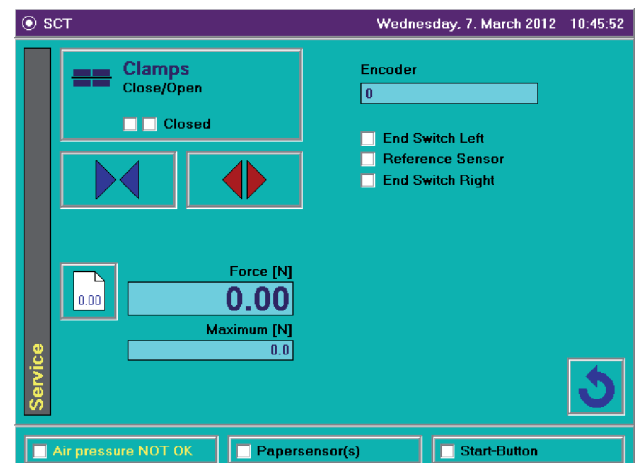 SCT
Wednesday, 7. March 2012 10:45:52
Clamps
Close/Open
Closed
Encoder
0
End Switch Left
Reference Sensor
End Switch Right
0.00
Force [N]
0.00
Maximum [N]
0.0
Service
Air pressure NOT OK
Papersensor(s)
Start-Button